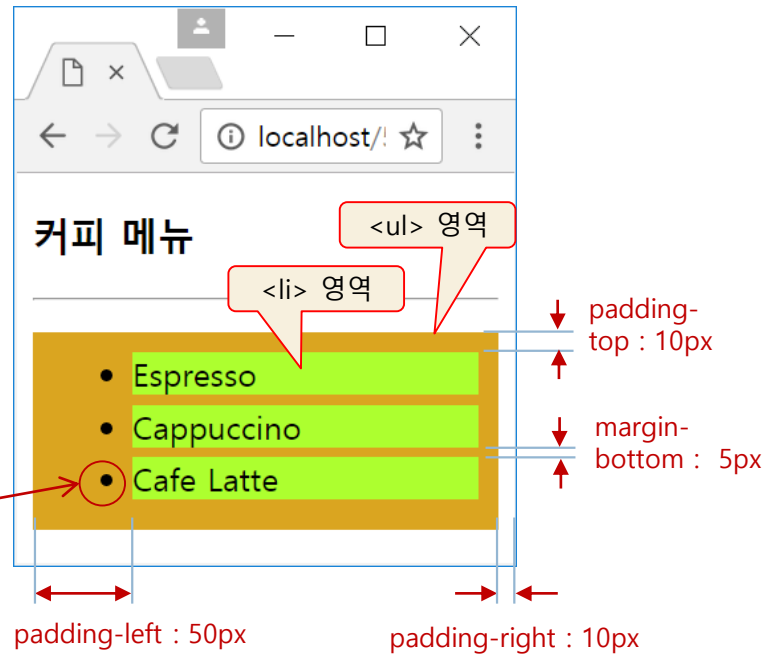 localhost/!
커피 메뉴
<ul> 영역
<li> 영역
padding-
top : 10px
Espresso
Cappuccino
margin-
bottom : 5px
Cafe Latte
padding-left : 50px
padding-right : 10px